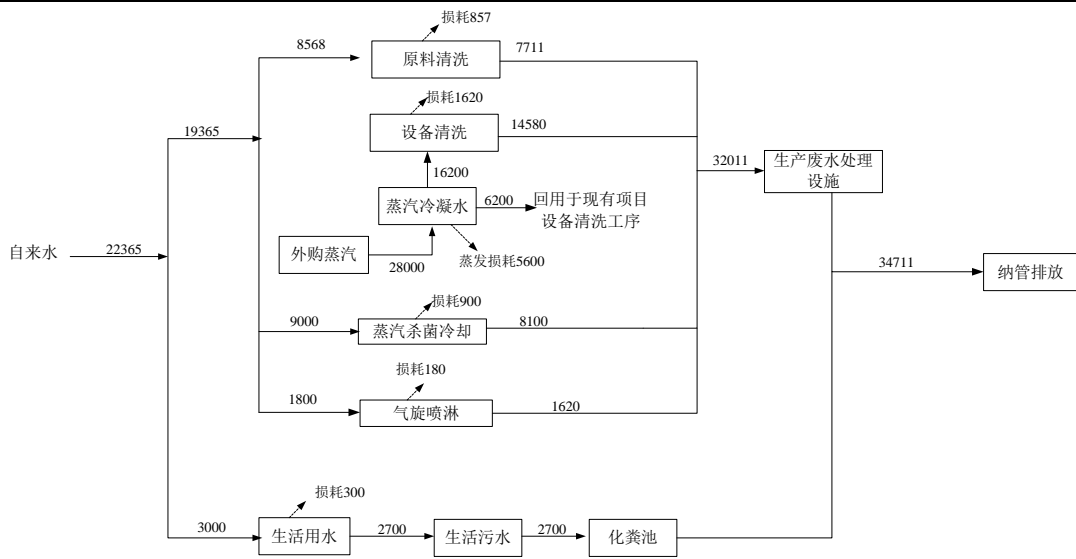 损耗857
8568
原料清洗
7711
损耗1620
19365
设备清洗
14580
32011
生产废水处理
设施
16200
蒸汽冷凝水
6200
回用于现有项目
设备清洗工序
自来水
22365
外购蒸汽
28000
蒸发损耗5600
34711
纳管排放
损耗900
9000
蒸汽杀菌冷却
8100
损耗180
1800
气旋喷淋
1620
损耗300
3000
生活用水
2700
生活污水
2700
化粪池